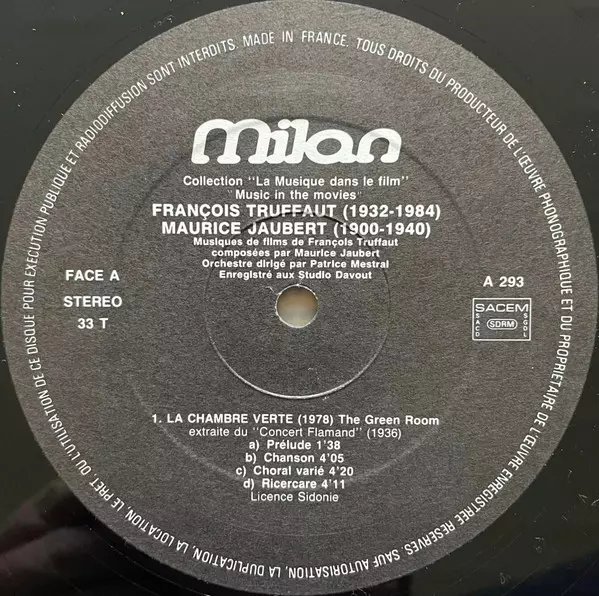 milan
Collection "La Musique dans le film"
"Music in the movies"
FRANÇOIS TRUFFAUT (1932-1984)
MAURICE JAUBERT (1900-1940)
Musiques de films de François Truffaut
composées par Maurice Jaubert
Orchestre dirigé par Patrice Mestral
Enregistré aux Studio Davout
FACE A
STEREO
33 T
A 293
SACEM
SACD
SDRM
SGDL
1. LA CHAMBRE VERTE (1978) The Green Room
extraite du "Concert Flamand" (1936)
a) Prélude 1'38
b) Chanson 4'05
c) Choral varié 4'20
d) Ricercare 4'11
Licence Sidonie
MADE IN FRANCE. TOUS DROITS DU PRODUCTEUR DE L'ŒUVRE PHONOGRAPHIQUE ET DU PROPRIETAIRE DE L'ŒUVRE ENREGISTREE RESERVES. SAUF AUTORISATION, LA DUPLICATION, LA LOCATION, LE PRET OU L'UTILISATION DE CE DISQUE POUR EXECUTION PUBLIQUE ET RADIODIFFUSION SONT INTERDITS.